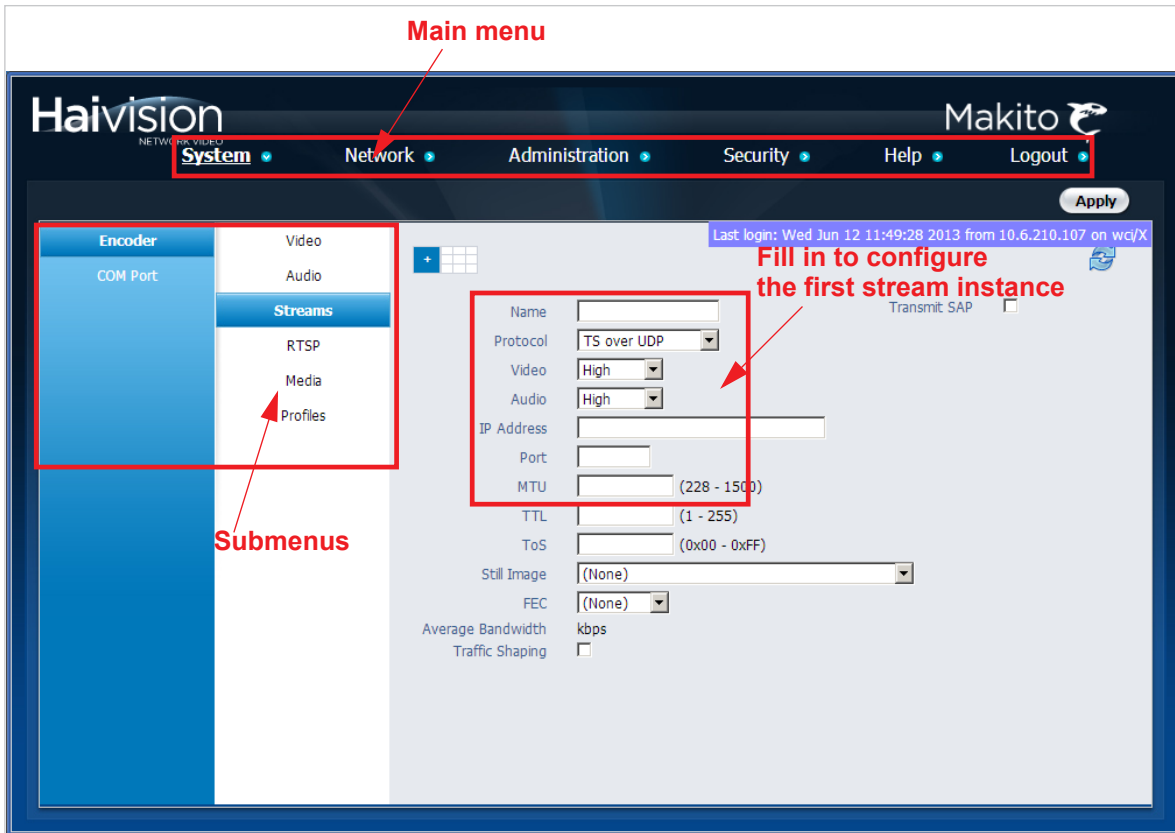 Main menu
Haivision
NETWORK VIDEO
Makito
System Network Administration Security Help Logout
Apply
Last login: Wed Jun 12 11:49:28 2013 from 10.6.210.107 on wci/X
Encoder
COM Port
Video
Audio
Streams
RTSP
Media
Profiles
Submenus
+
Fill in to configure
the first stream instance
Transmit SAP
Name
Protocol TS over UDP
Video High
Audio High
IP Address
Port
MTU (228 - 1500)
TTL (1 - 255)
ToS (0x00 - 0xFF)
Still Image (None)
FEC (None)
Average Bandwidth kbps
Traffic Shaping